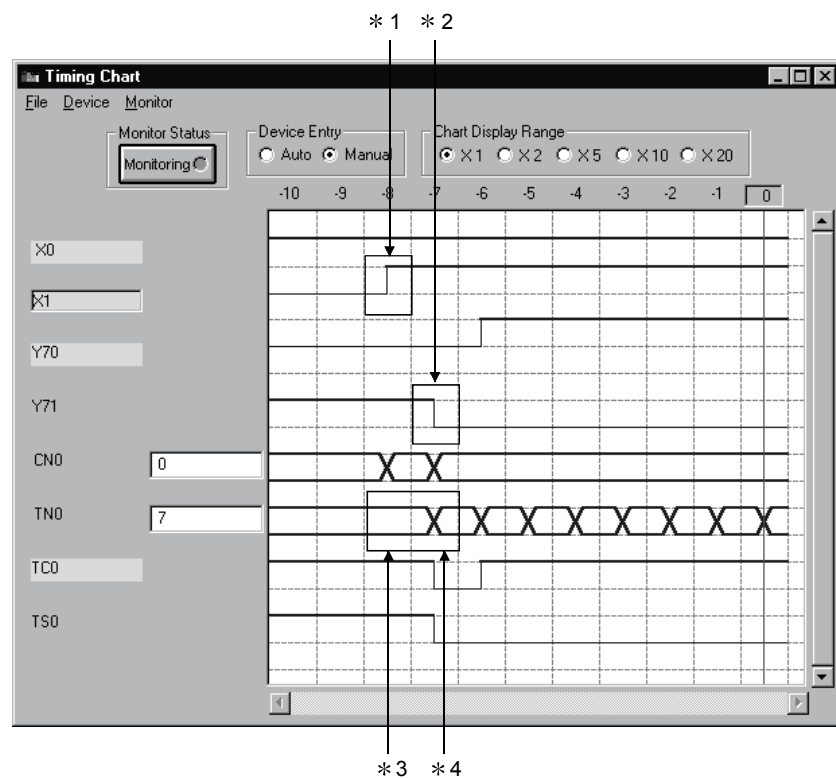 ＊1 ＊2
Timing Chart
File Device Monitor
Monitor Status Device Entry Chart Display Range
Monitoring Auto Manual X1 X2 X5 X10 X20
-10 -9 -8 -7 -6 -5 -4 -3 -2 -1 0
X0
X1
Y70
Y71
CN0 0
TN0 7
TC0
TS0
＊3 ＊4